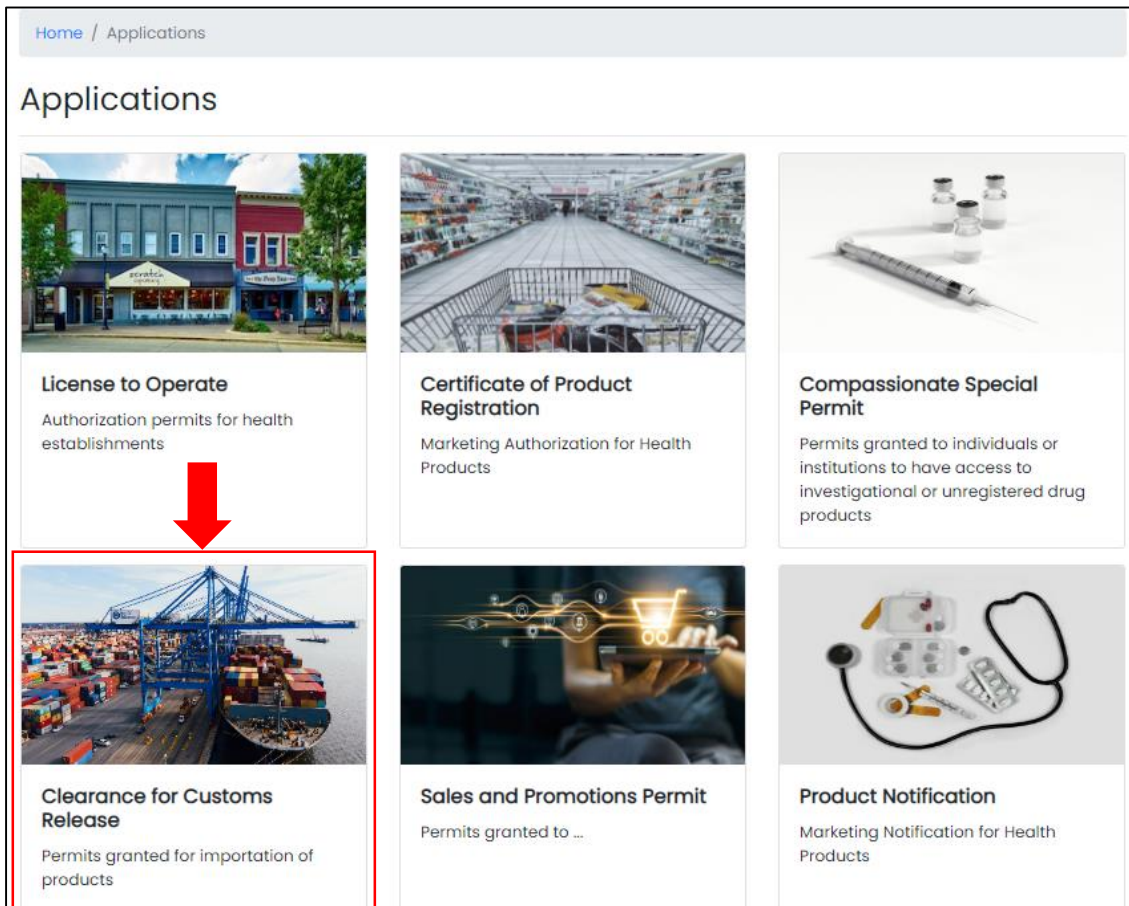 Home / Applications
Applications
scratch
License to Operate
Authorization permits for health
establishments
Certificate of Product
Registration
Marketing Authorization for Health
Products
Compassionate Special
Permit
Permits granted to individuals or
institutions to have access to
investigational or unregistered drug
products
Clearance for Customs
Release
Permits granted for importation of
products
Sales and Promotions Permit
Permits granted to ...
Product Notification
Marketing Notification for Health
Products